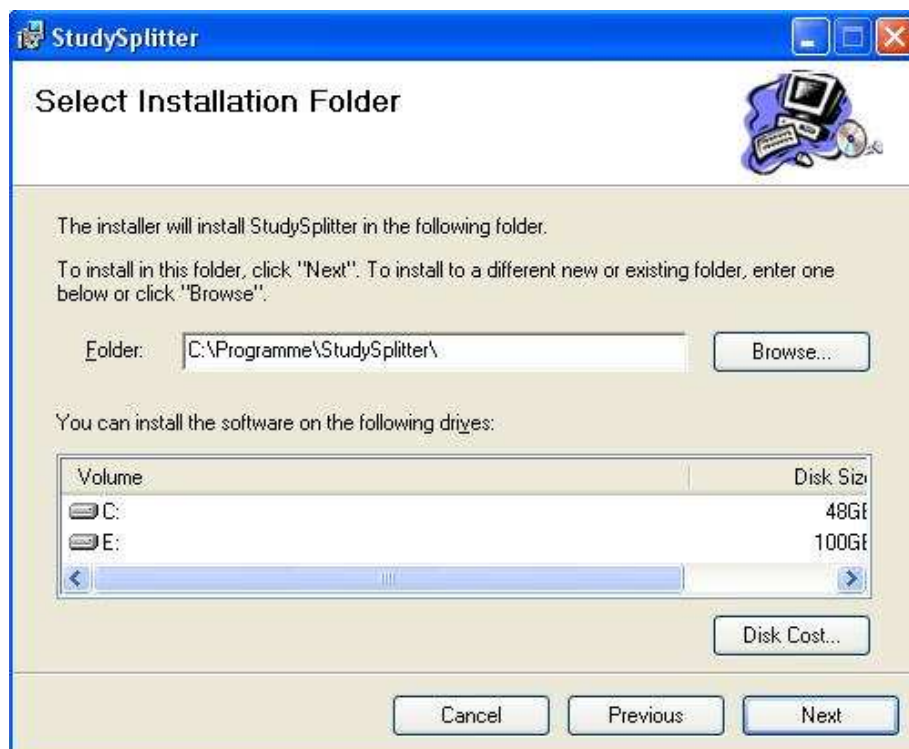 StudySplitter
Select Installation Folder
The installer will install StudySplitter in the following folder.
To install in this folder, click "Next". To install to a different new or existing folder, enter one
below or click "Browse".
Folder: C:\Programme\StudySplitter\ Browse...
You can install the software on the following drives:
Volume Disk Size
C: 48GB
E: 100GB
Disk Cost...
Cancel Previous Next